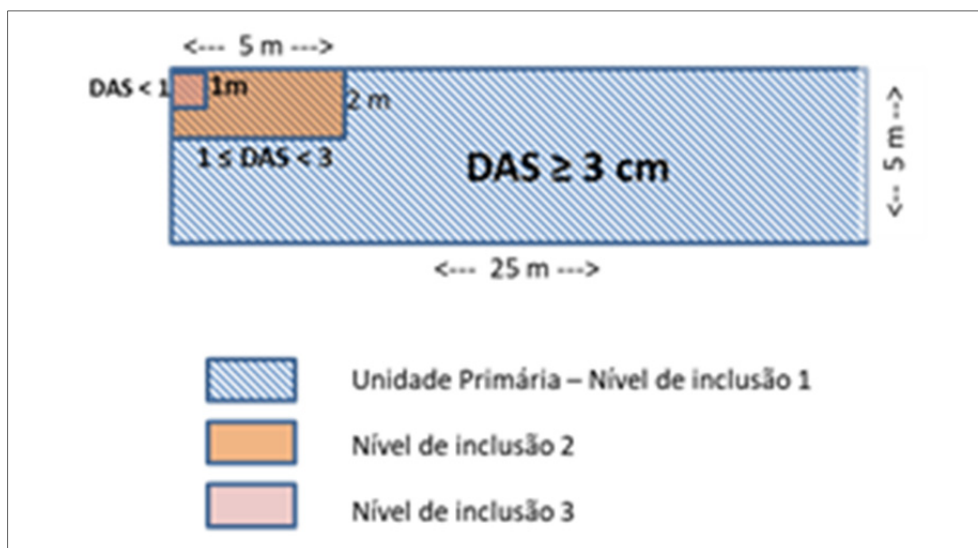 <--- 5 m --->
DAS < 1
1m
2 m
1 ≤ DAS < 3
DAS ≥ 3 cm
<-- 5 m -->
<--- 25 m --->
Unidade Primária – Nível de inclusão 1
Nível de inclusão 2
Nível de inclusão 3